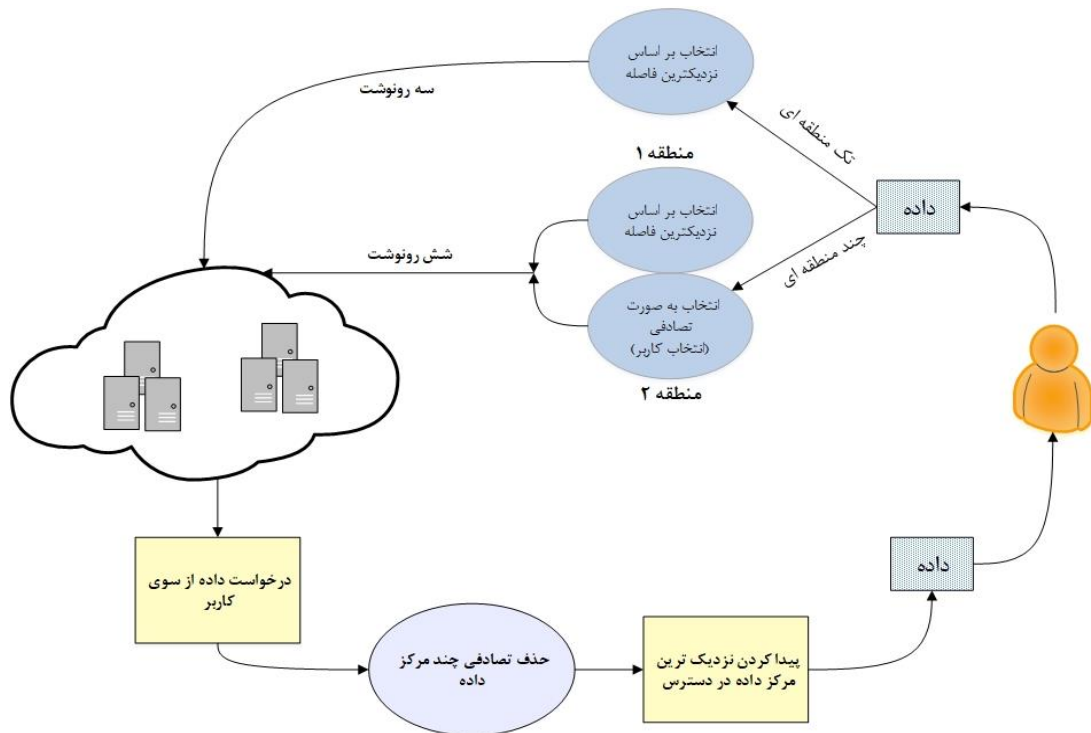 انتخاب بر اساس
نزدیکترین فاصله
سه رونوشت
تک منطقه ای
منطقه ۱
داده
انتخاب بر اساس
نزدیکترین فاصله
چند منطقه ای
شش رونوشت
انتخاب به صورت
تصادفی
(انتخاب کاربر)
منطقه ۲
داده
درخواست داده از سوی
کاربر
حذف تصادفی چند مرکز
داده
پیدا کردن نزدیک ترین
مرکز داده در دسترس